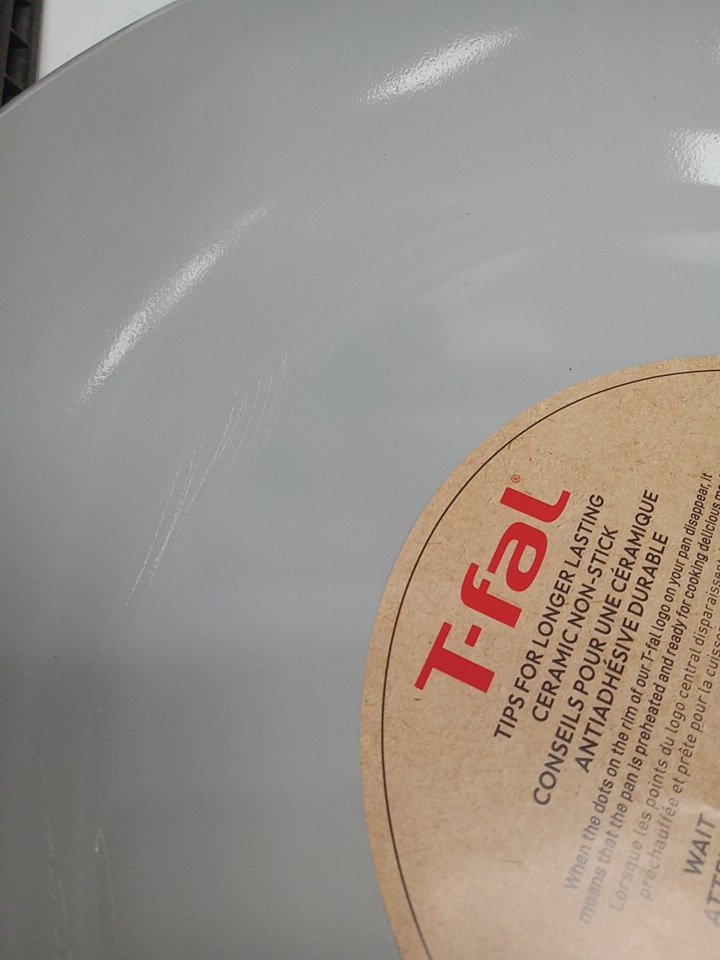 T-fal®
TIPS FOR LONGER LASTING
CERAMIC NON-STICK
CONSEILS POUR UNE CÉRAMIQUE
ANTIADHÉSIVE DURABLE
When the dots on the rim of our T-fal logo on your pan disappear, it
means that the pan is preheated and ready for cooking delicious
Lorsque les points du logo central disparaissent
préchauffée et prête pour la
WAIT